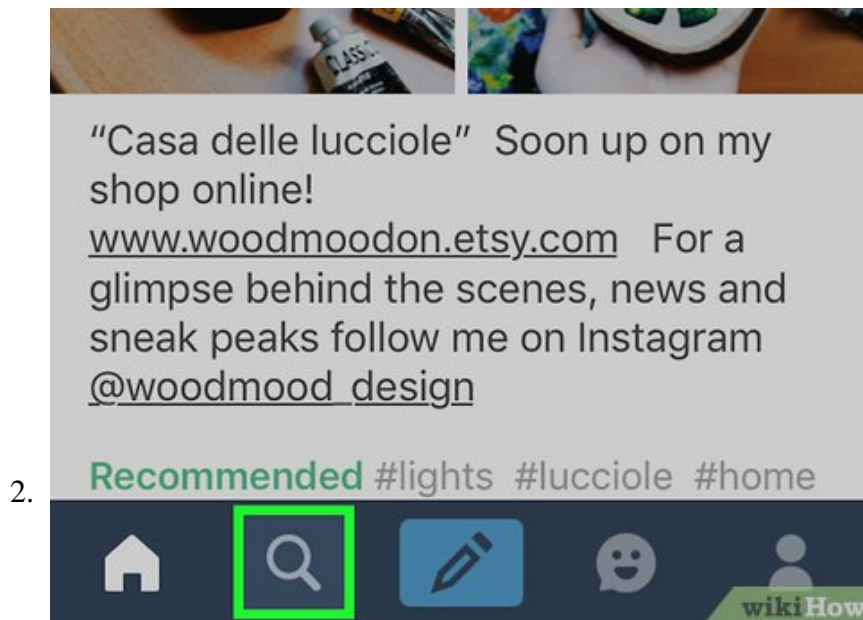 CLASSIC
“Casa delle lucciole”  Soon up on my
shop online!
www.woodmoodon.etsy.com   For a
glimpse behind the scenes, news and
sneak peaks follow me on Instagram
@woodmood_design
Recommended #lights #lucciole #home
2.
wikiHow